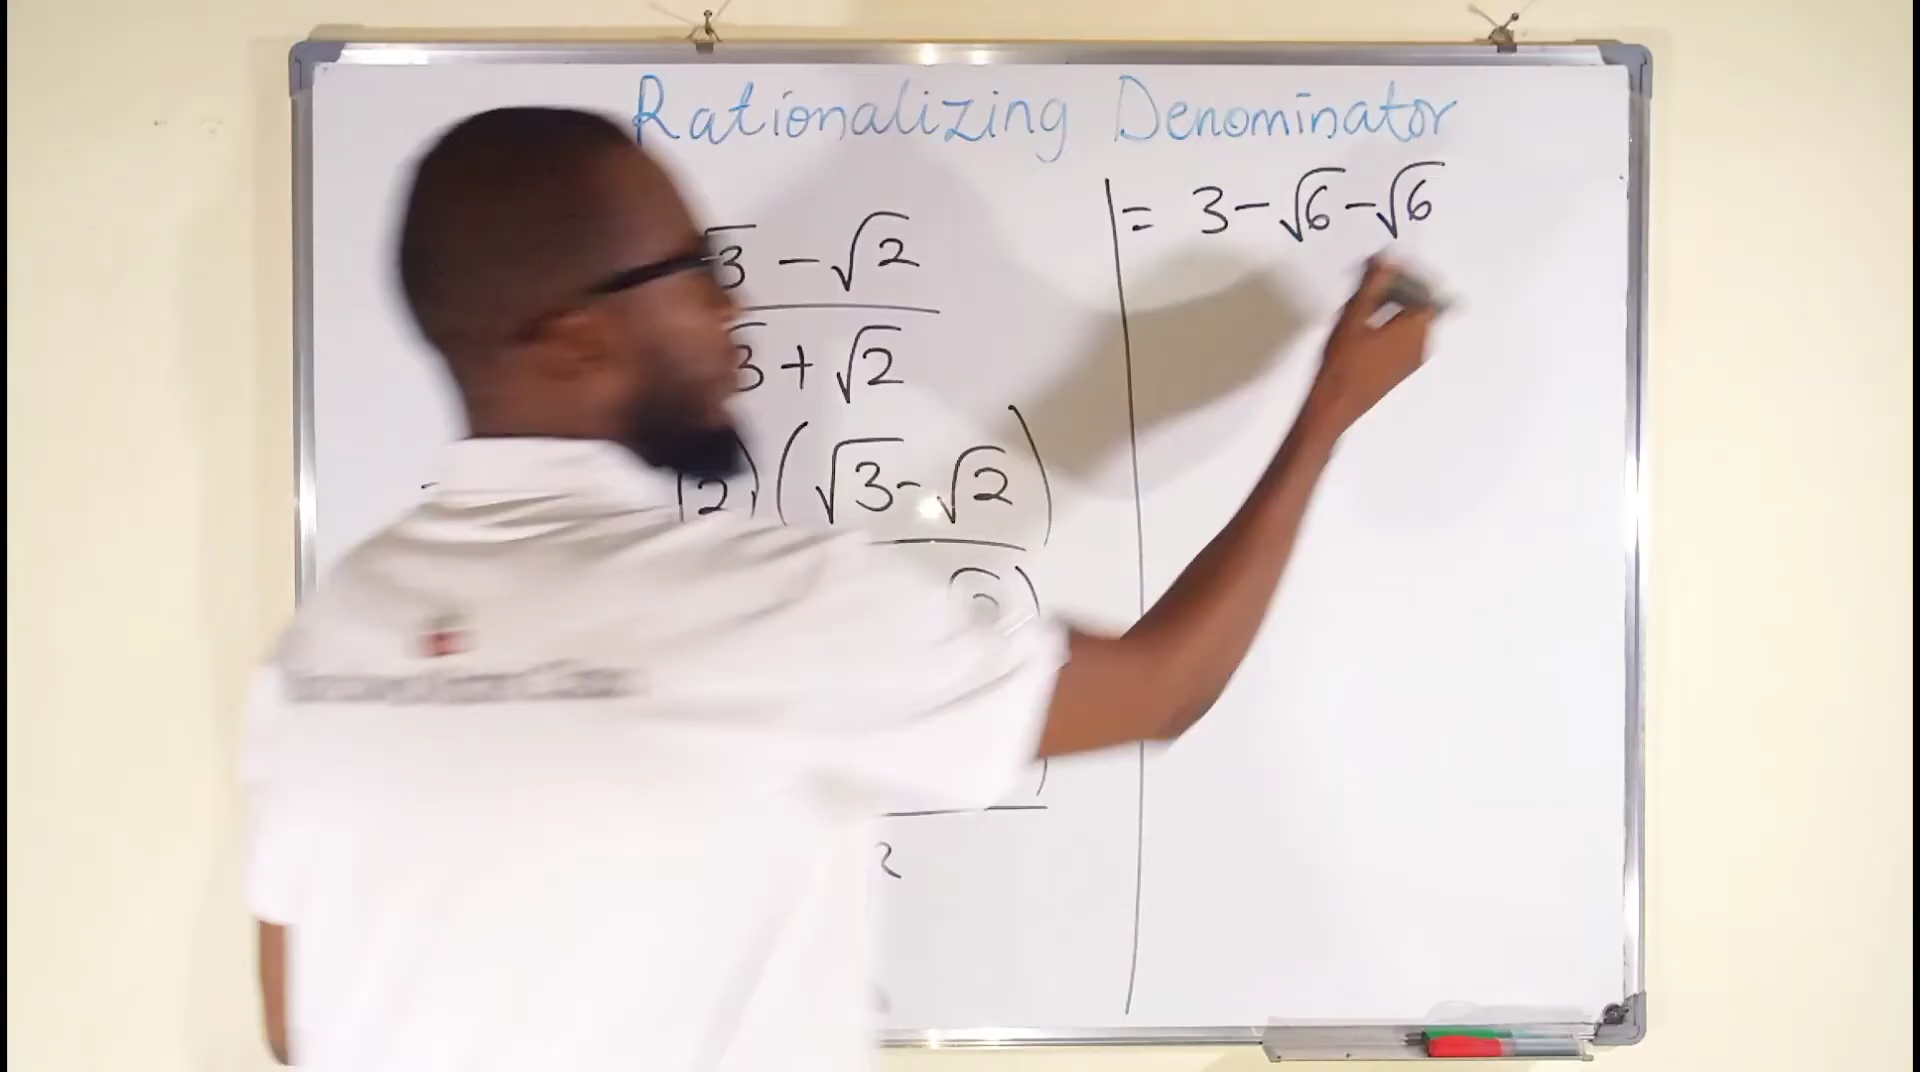 Rationalizing Denominator
√3 - √2
√3 + √2
√2)(√3 - √2)
= 3 - √6 - √6